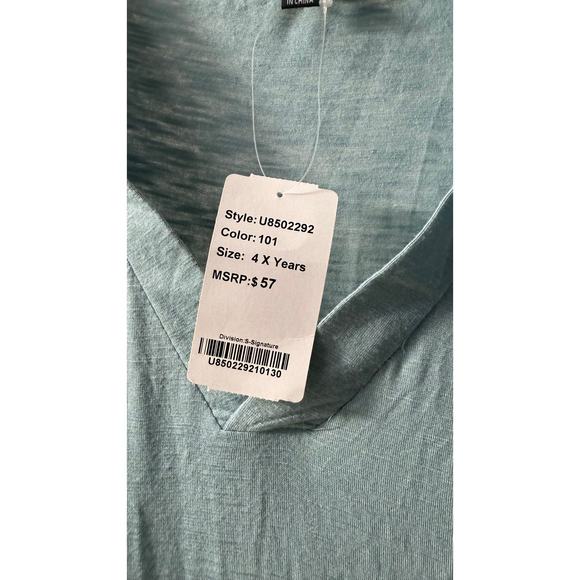 IN CHINA
Style: U8502292
Color: 101
Size: 4 X Years
MSRP:$ 57
Division:S-Signature
U850229210130